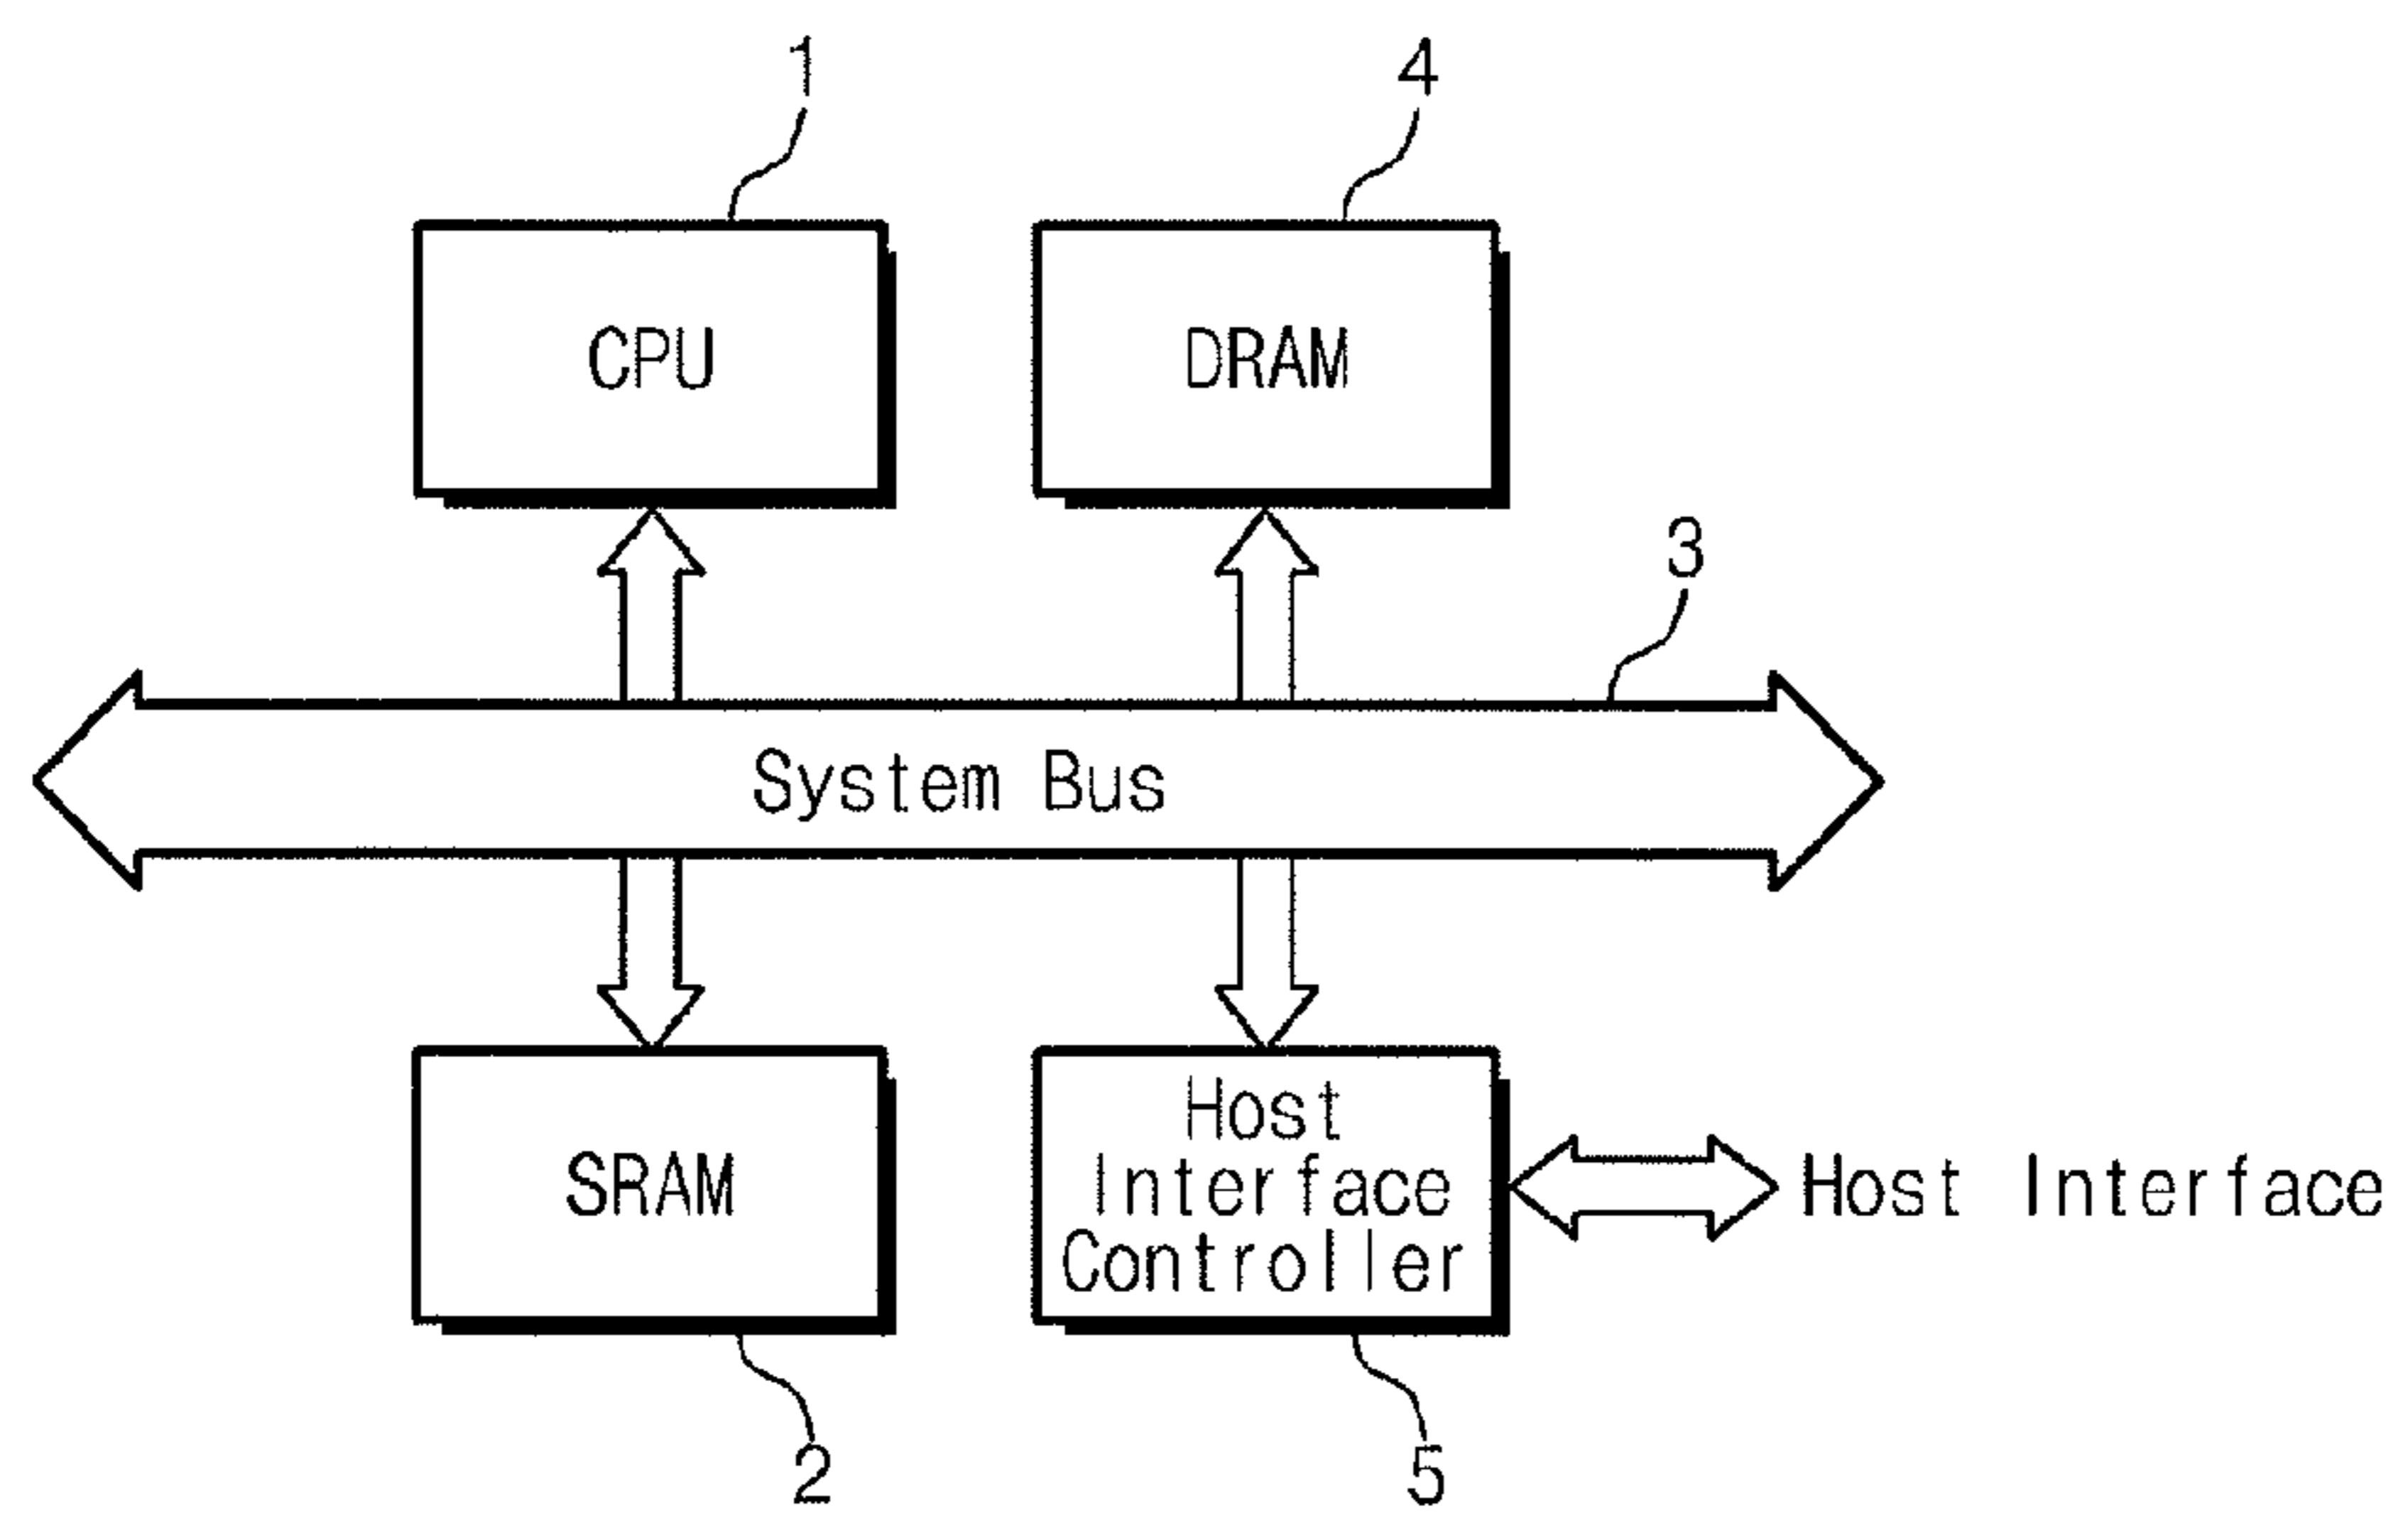 1
4
CPU
DRAM
3
System Bus
Host
Interface
Controller
SRAM
Host Interface
2
5